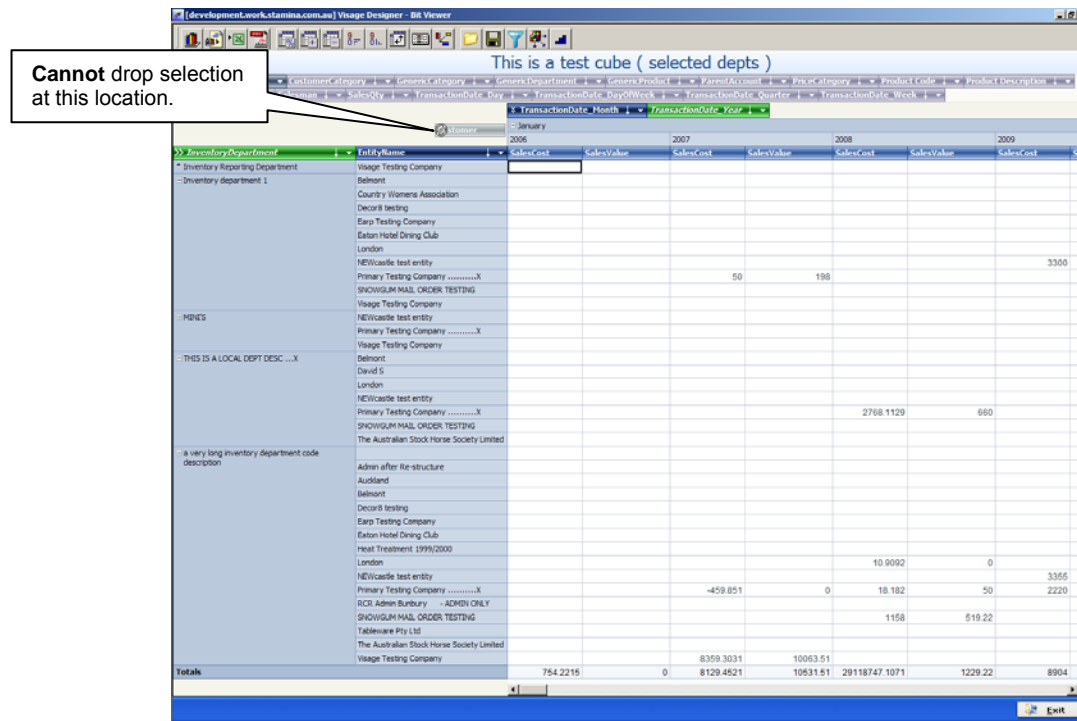 [development.work.stamina.com.au] Visage Designer - Bit Viewer
This is a test cube ( selected depts )
Cannot drop selection
at this location.
CustomerCategory GenericCategory GenericDepartment GenericProduct ParentAccount PriceCategory Product Code Product Description
SalesQty TransactionDate_Day TransactionDate_DayOfWeek TransactionDate_Quarter TransactionDate_Week
TransactionDate_Month TransactionDate_Year
January
2006 2007 2008 2009
InventoryDepartment EntityName SalesCost SalesValue SalesCost SalesValue SalesCost SalesValue SalesCost
Inventory Reporting Department Visage Testing Company
Inventory department 1 Belmont
Country Womens Association
Decor8 testing
Earp Testing Company
Eaton Hotel Dining Club
London
NEWcastle test entity 3300
Primary Testing Company ..........X 50 198
SNOWGUM MAIL ORDER TESTING
Visage Testing Company
MINI'S NEWcastle test entity
Primary Testing Company ..........X
Visage Testing Company
THIS IS A LOCAL DEPT DESC ...X Belmont
David S
London
NEWcastle test entity
Primary Testing Company ..........X 2768.1129 660
SNOWGUM MAIL ORDER TESTING
The Australian Stock Horse Society Limited
a very long inventory department code
description
Admin after Re-structure
Auckland
Belmont
Decor8 testing
Earp Testing Company
Eaton Hotel Dining Club
Heat Treatment 1999/2000
London 10.9092 0
NEWcastle test entity 3355
Primary Testing Company ..........X -459.851 0 18.182 50 2220
RCR Admin Bunbury - ADMIN ONLY
SNOWGUM MAIL ORDER TESTING 1158 519.22
Tableware Pty Ltd
The Australian Stock Horse Society Limited
Visage Testing Company 8359.3031 10063.51
Totals 754.2215 0 8129.4521 10531.51 29118747.1071 1229.22 8904
Exit